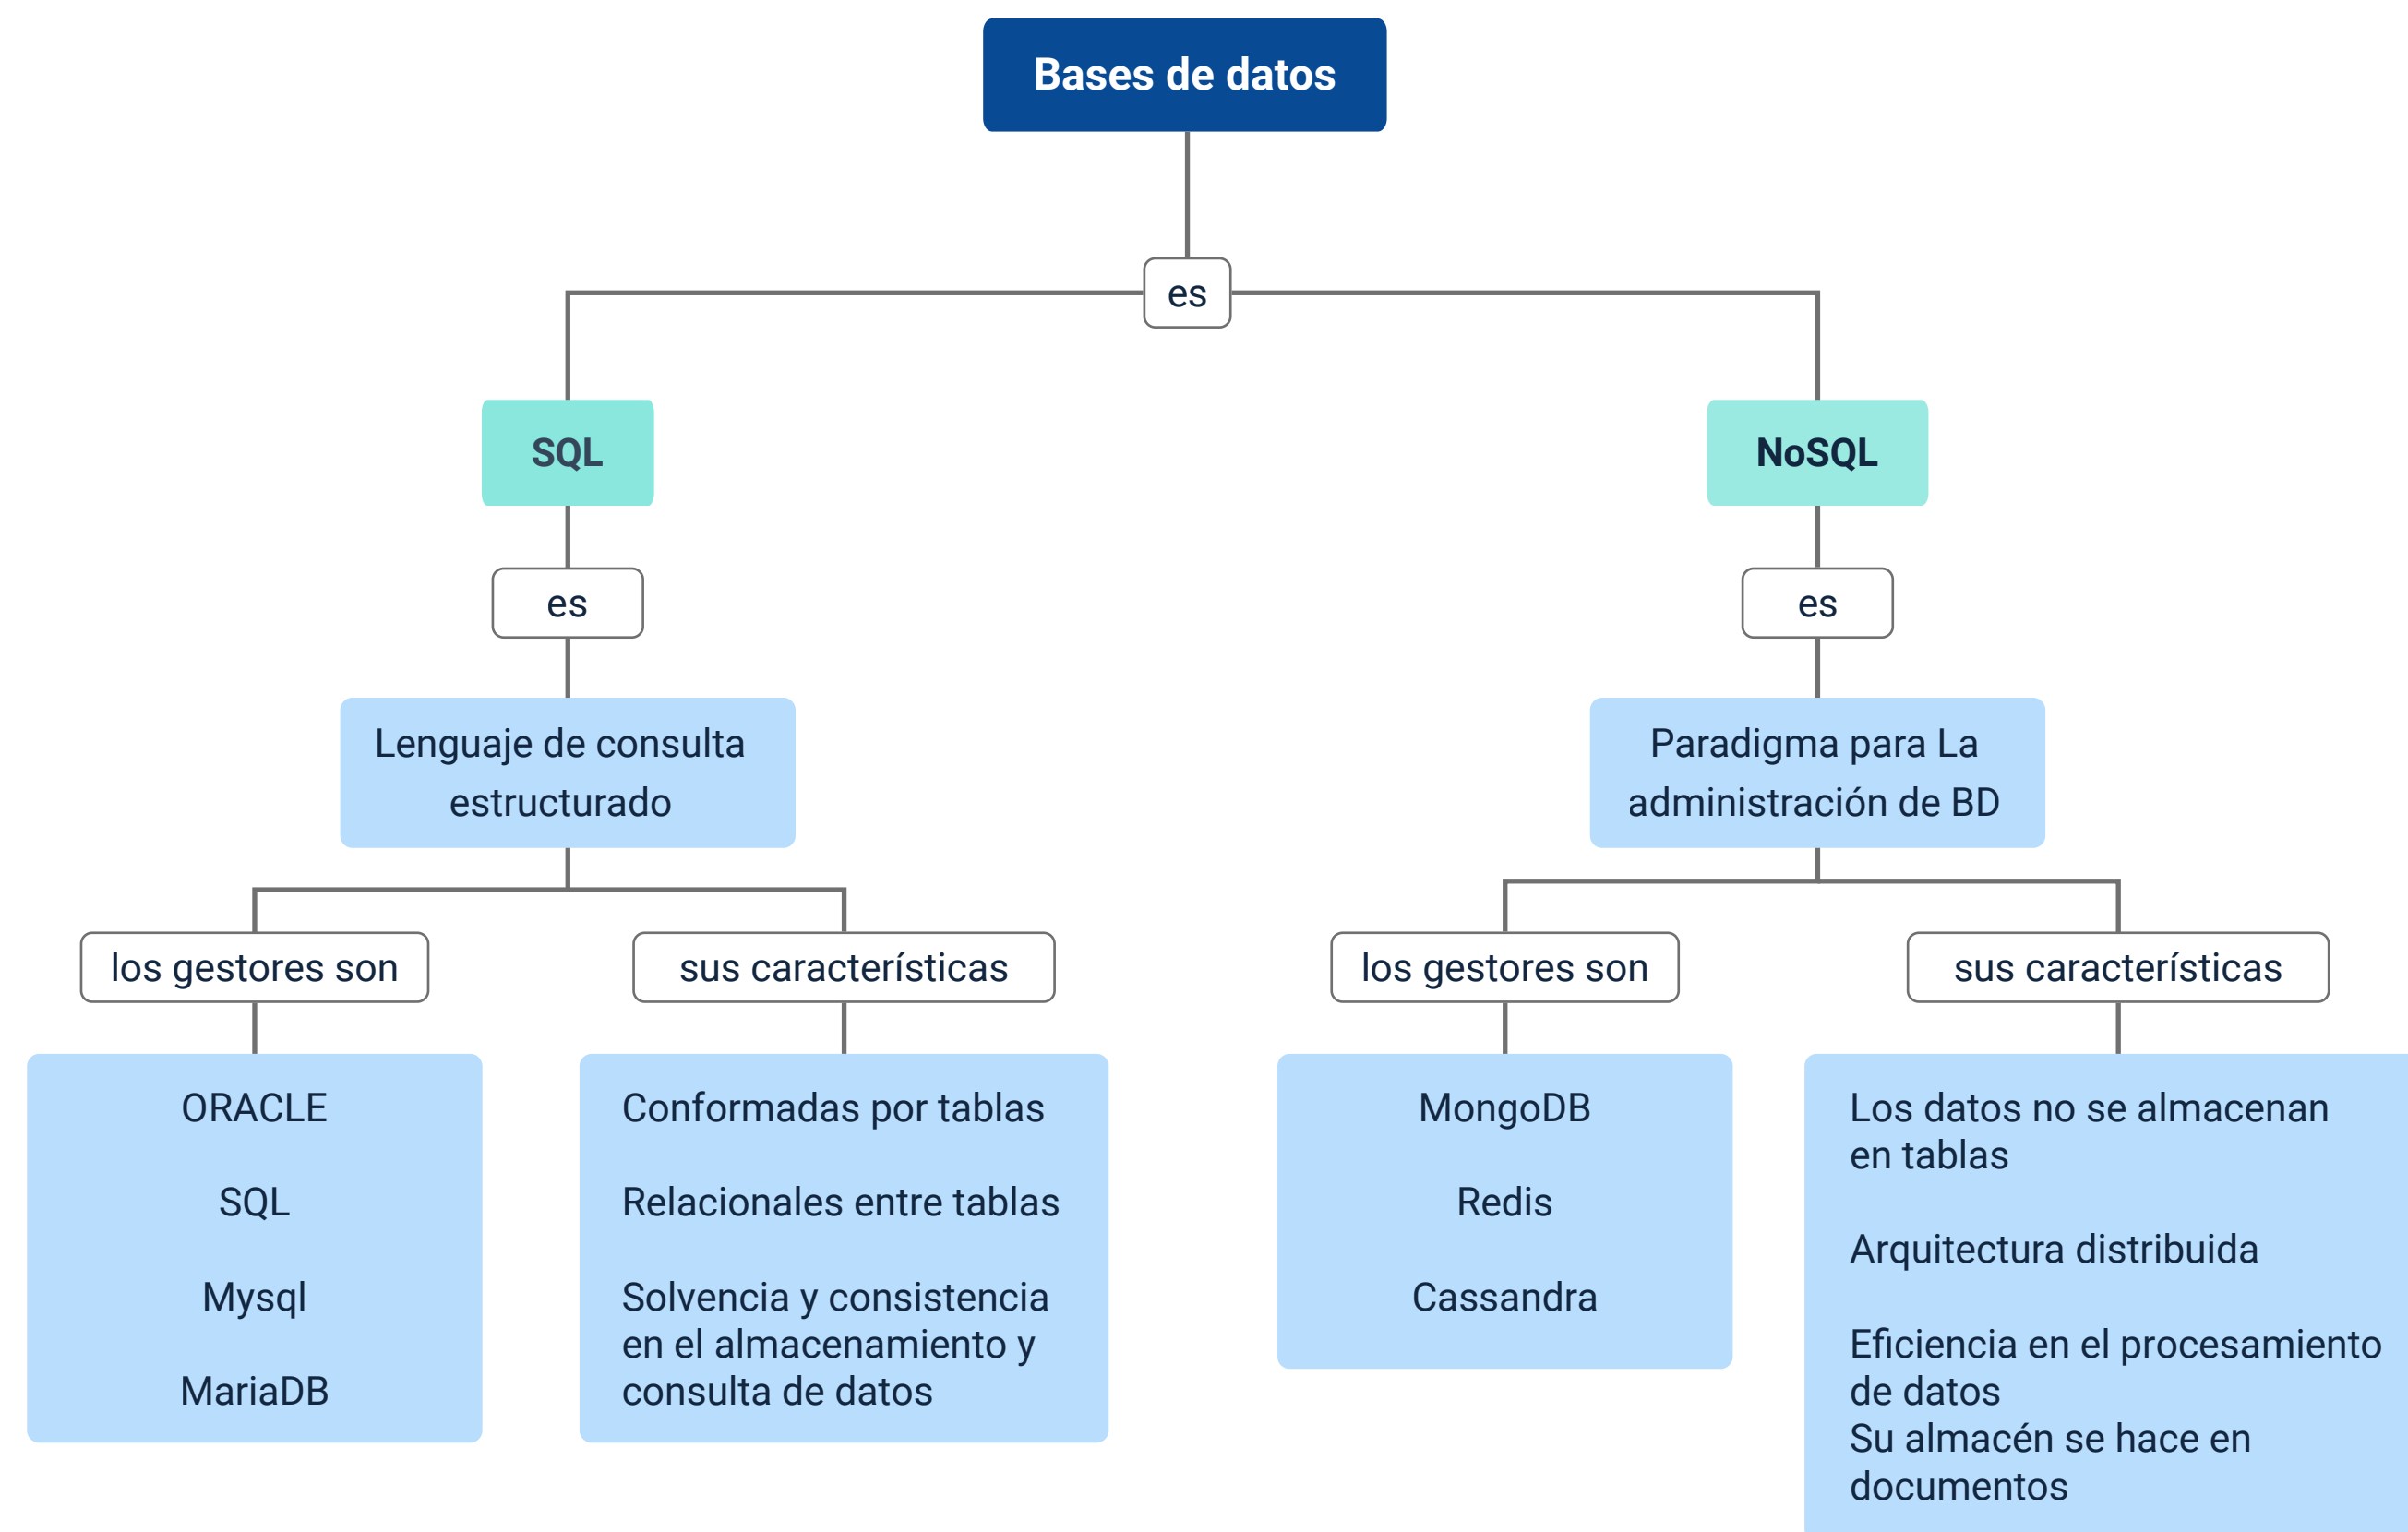 Bases de datos
es
SQL
NoSQL
es
es
Lenguaje de consulta
estructurado
Paradigma para La
administración de BD
los gestores son
sus características
los gestores son
sus características
ORACLE
SQL
Mysql
MariaDB
Conformadas por tablas
Relacionales entre tablas
Solvencia y consistencia
en el almacenamiento y
consulta de datos
MongoDB
Redis
Cassandra
Los datos no se almacenan
en tablas
Arquitectura distribuida
Eficiencia en el procesamiento
de datos
Su almacén se hace en
documentos